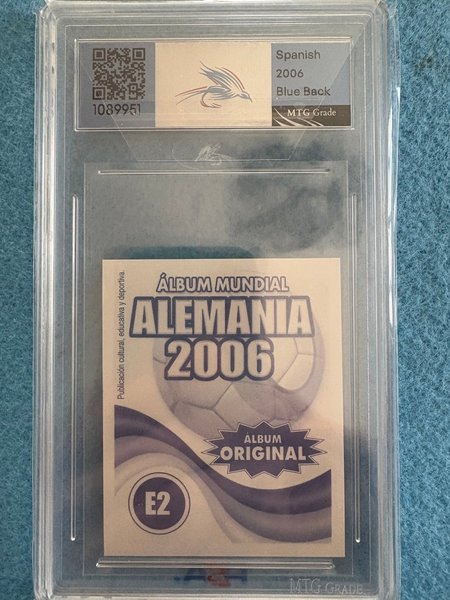 Spanish
2006
Blue Back
1089951
MTG Grade
ÁLBUM MUNDIAL
ALEMANIA
2006
Publicación cultural, educativa y deportiva.
ÁLBUM
ORIGINAL
E2
MTG GRADE